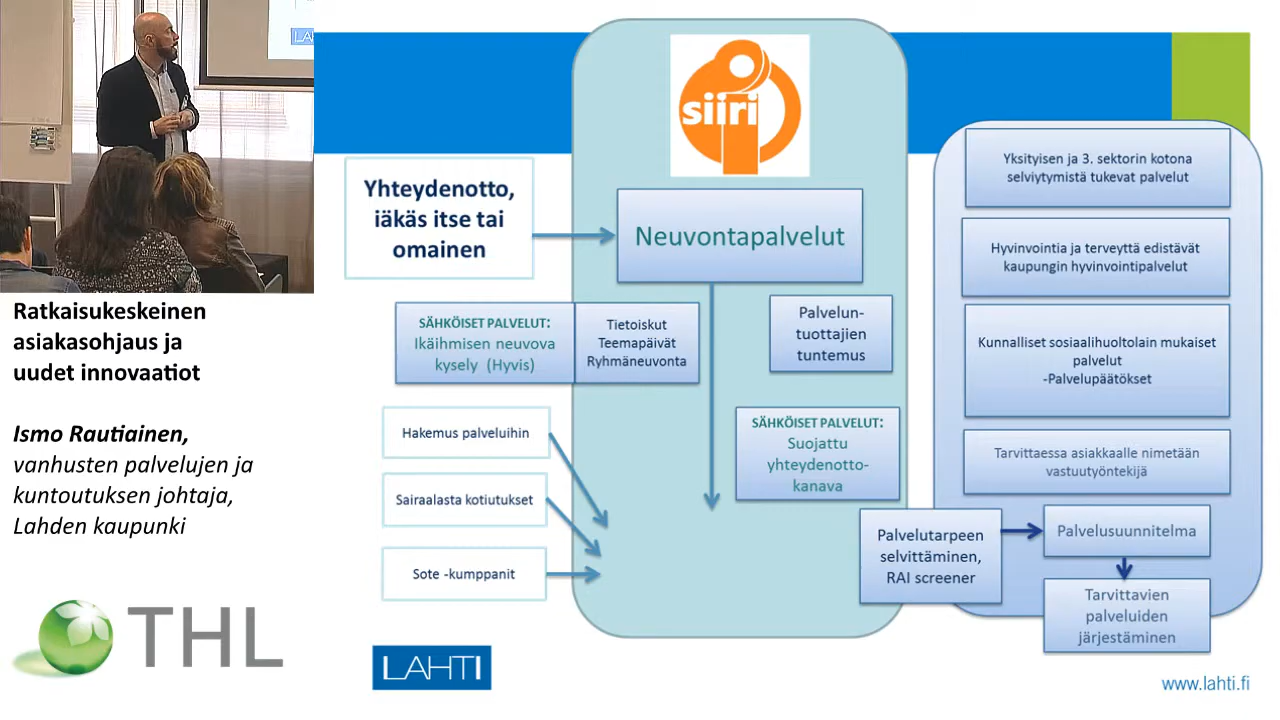 LAHTI
Ratkaisukeskeinen
asiakasohjaus ja
uudet innovaatiot
Ismo Rautiainen,
vanhusten palvelujen ja
kuntoutuksen johtaja,
Lahden kaupunki
THL
siiri
Yhteydenotto,
iäkäs itse tai
omainen
Neuvontapalvelut
SÄHKÖISET PALVELUT:
Ikäihmisen neuvova
kysely (Hyvis)
Tietoiskut
Teemapäivät
Ryhmäneuvonta
Palvelun-
tuottajien
tuntemus
Hakemus palveluihin
Sairaalasta kotiutukset
Sote -kumppanit
SÄHKÖISET PALVELUT:
Suojattu
yhteydenotto-
kanava
Yksityisen ja 3. sektorin kotona
selviytymistä tukevat palvelut
Hyvinvointia ja terveyttä edistävät
kaupungin hyvinvointipalvelut
Kunnalliset sosiaalihuoltolain mukaiset
palvelut
-Palvelupäätökset
Tarvittaessa asiakkaalle nimetään
vastuutyöntekijä
Palvelutarpeen
selvittäminen,
RAI screener
Palvelusuunnitelma
Tarvittavien
palveluiden
järjestäminen
LAHTI
www.lahti.fi